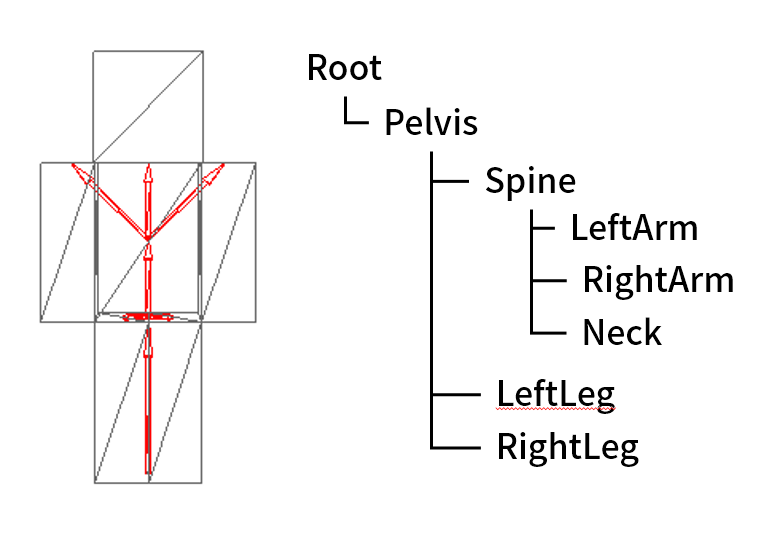 Root
Pelvis
Spine
LeftArm
RightArm
Neck
LeftLeg
RightLeg